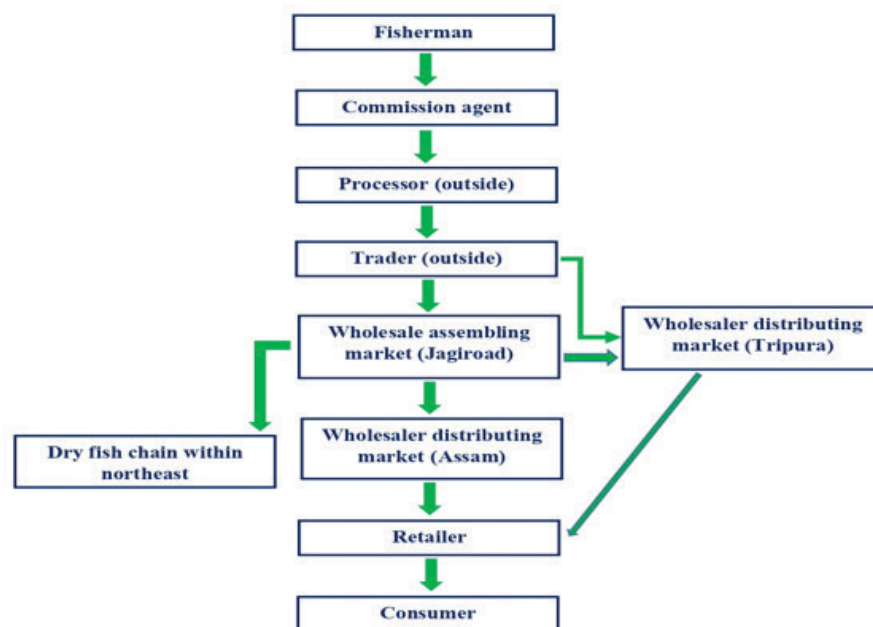 Fisherman
Commission agent
Processor (outside)
Trader (outside)
Wholesale assembling
market (Jagiroad)
Wholesaler distributing
market (Tripura)
Dry fish chain within
northeast
Wholesaler distributing
market (Assam)
Retailer
Consumer